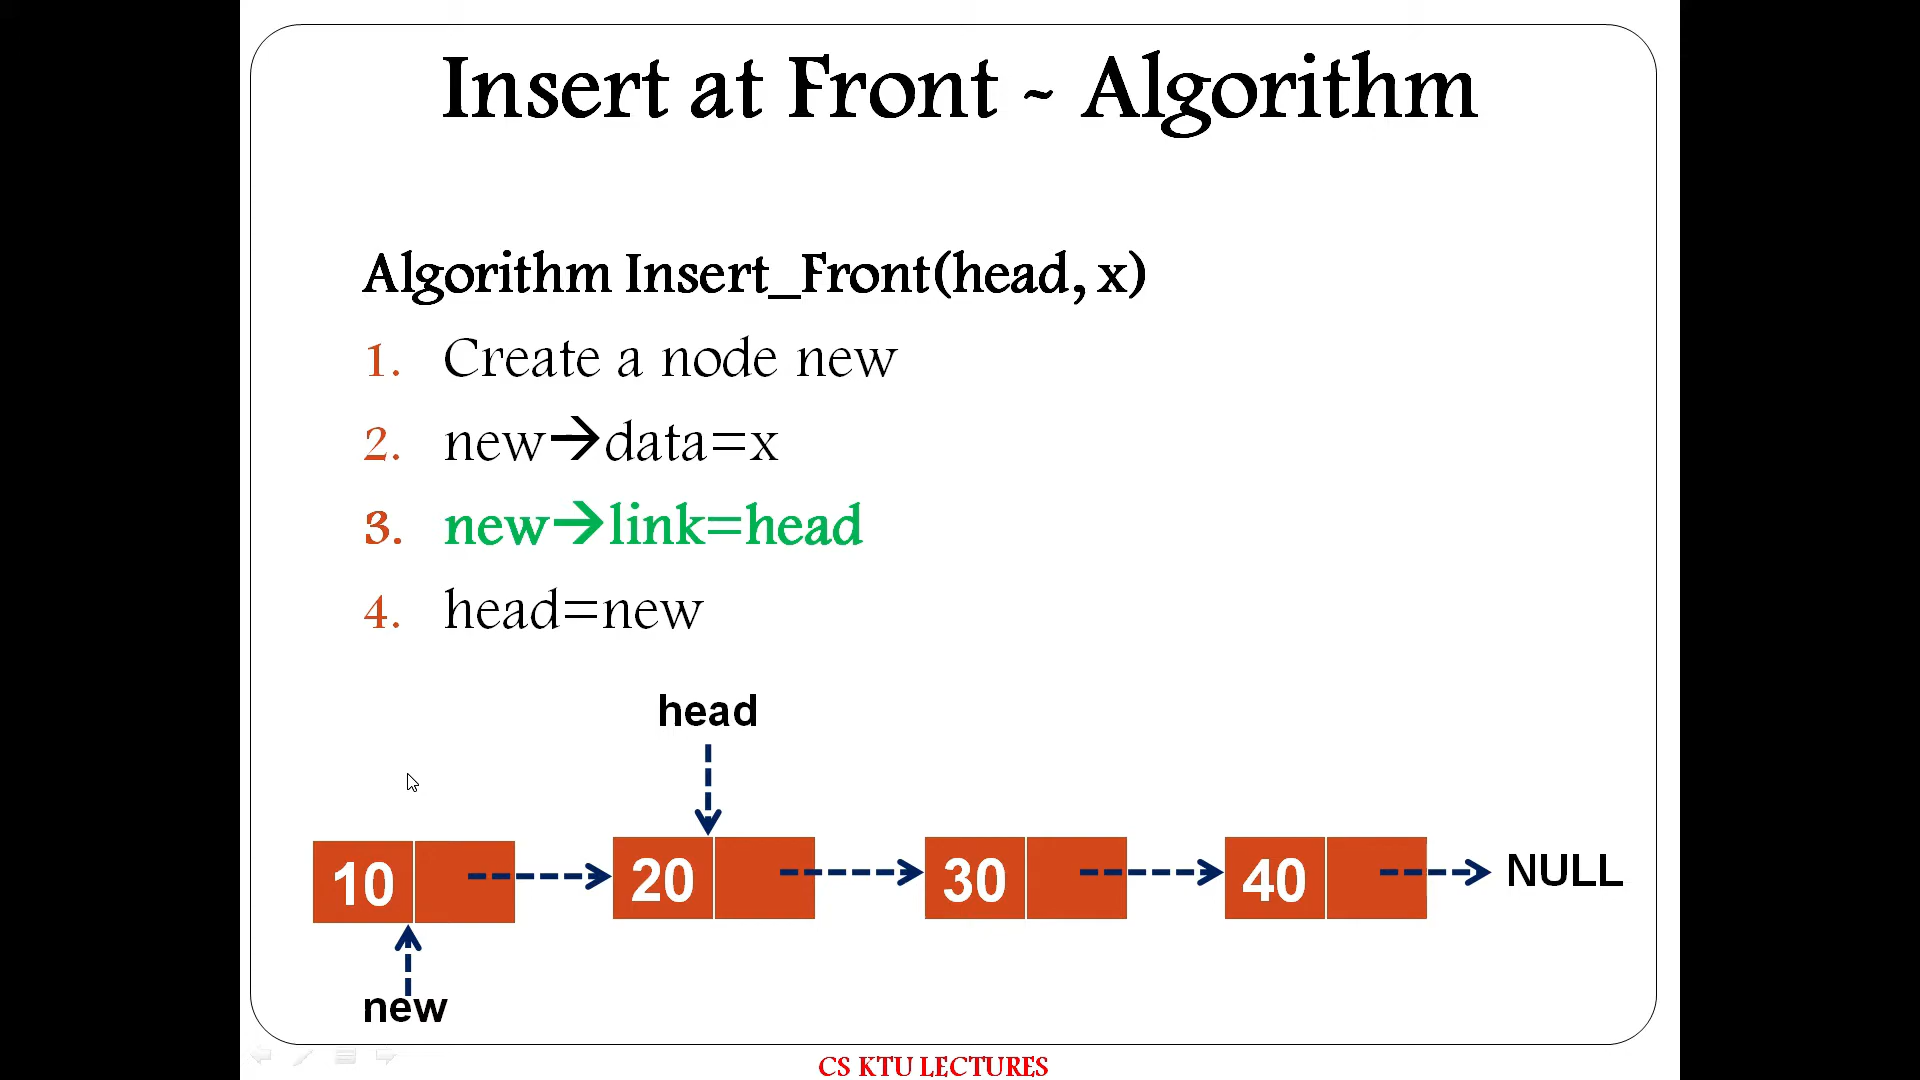 Insert at Front - Algorithm
Algorithm Insert_Front(head, x)
1. Create a node new
2. new→data=x
3. new→link=head
4. head=new
head
10 20 30 40 NULL
new
CS KTU LECTURES